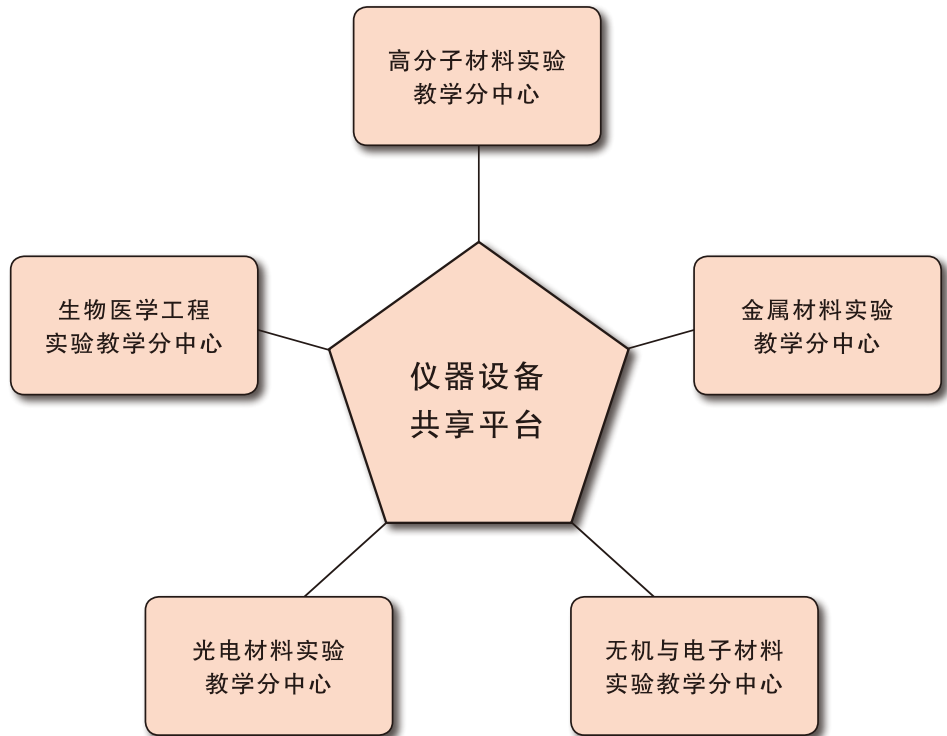 高分子材料实验
教学分中心
生物医学工程
实验教学分中心
金属材料实验
教学分中心
仪器设备
共享平台
光电材料实验
教学分中心
无机与电子材料
实验教学分中心